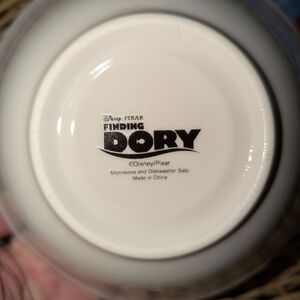 Disney PIXAR
FINDING
DORY
©Disney/Pixar
Microwave and Dishwasher Safe
Made in China